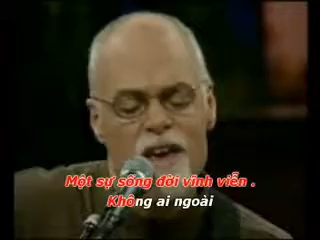 Một sự sống đời vĩnh viễn .
Không ai ngoài